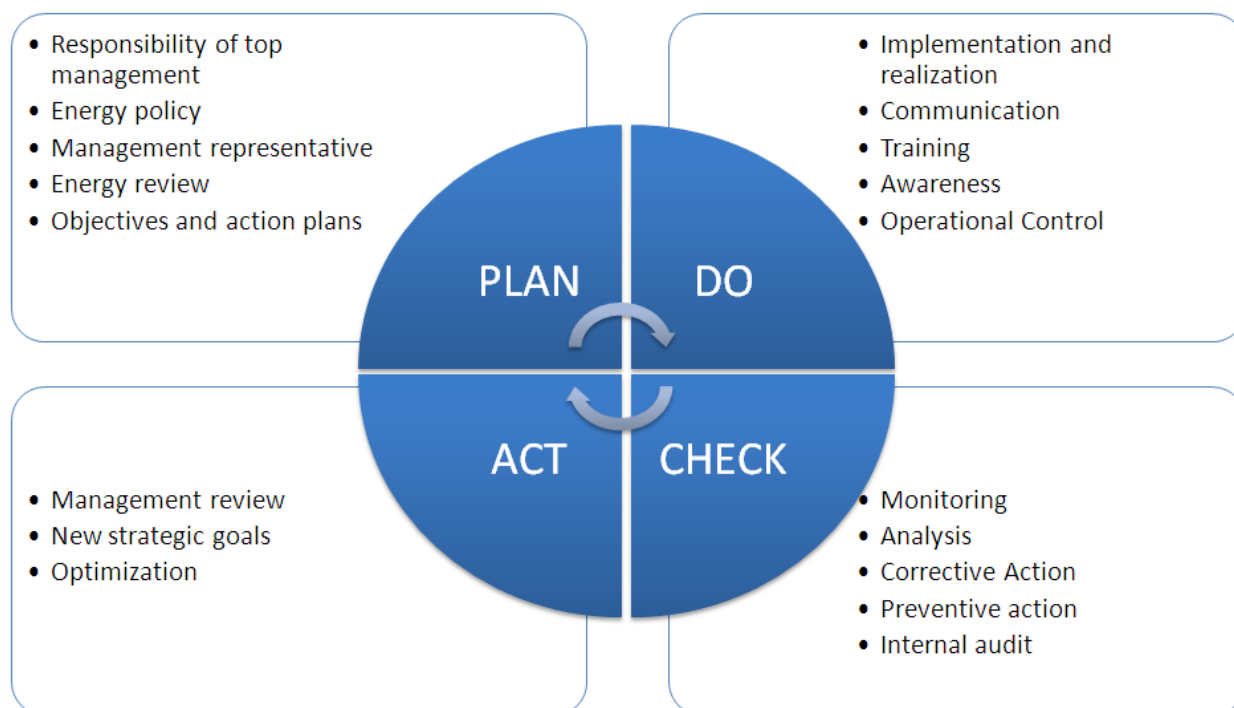 • Responsibility of top
management
• Energy policy
• Management representative
• Energy review
• Objectives and action plans
• Implementation and
realization
• Communication
• Training
• Awareness
• Operational Control
PLAN
DO
ACT
CHECK
• Management review
• New strategic goals
• Optimization
• Monitoring
• Analysis
• Corrective Action
• Preventive action
• Internal audit